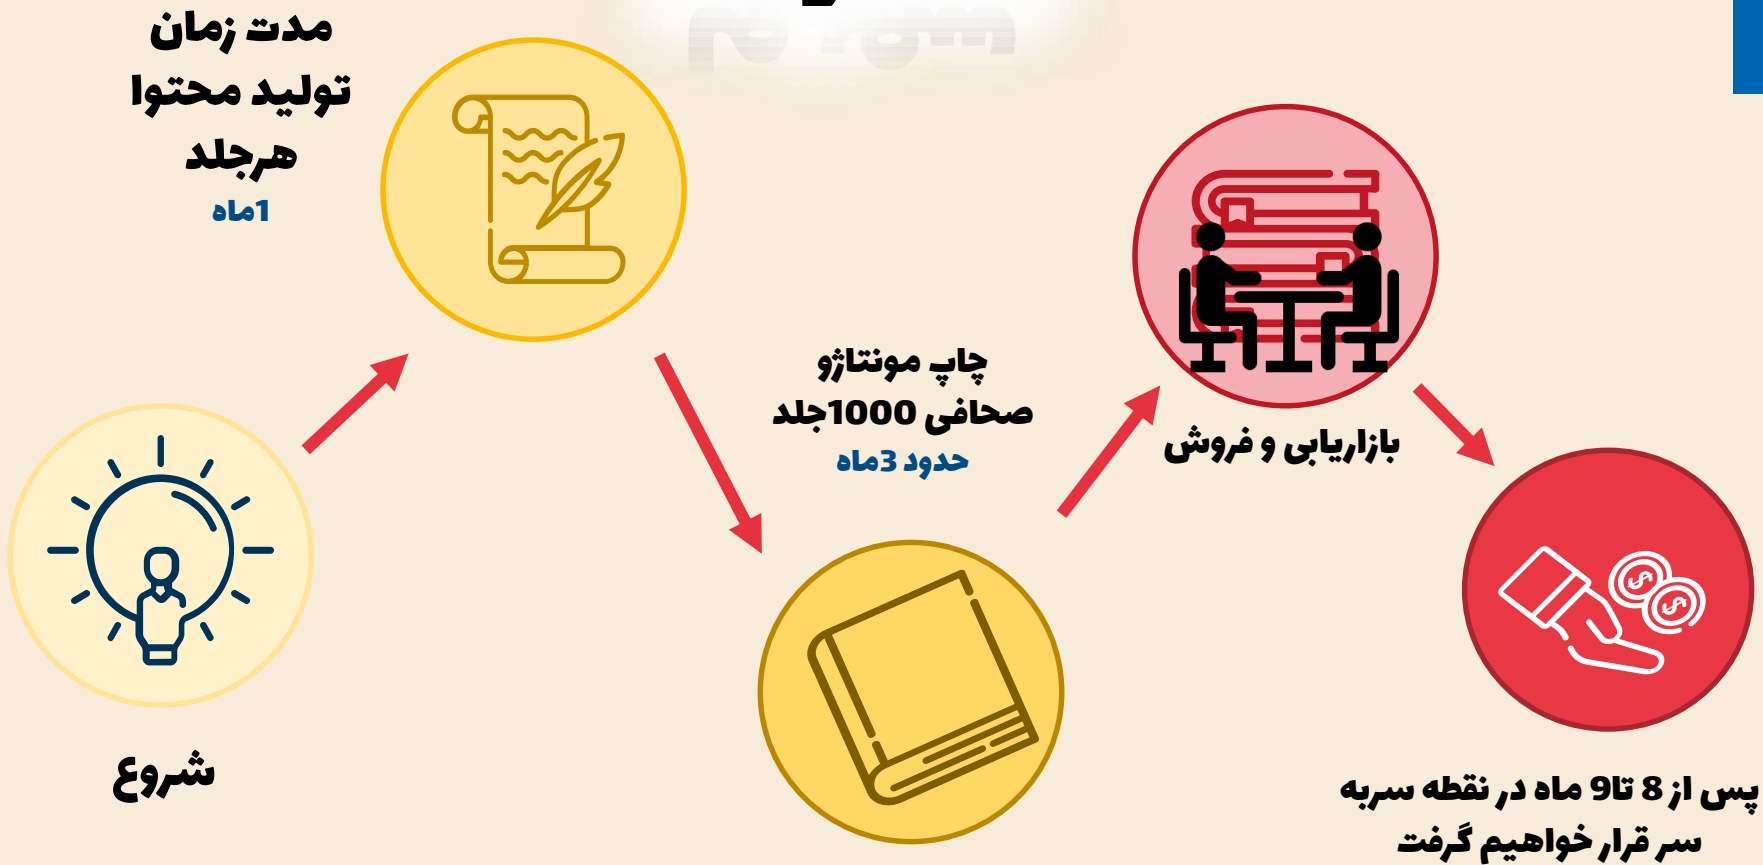 مدت زمان
تولید محتوا
هرجلد
1ماه
چاپ مونتاژو
صحافی 1000جلد
حدود 3ماه
بازاریابی و فروش
شروع
پس از 8 تا9 ماه در نقطه سربه
سر قرار خواهیم گرفت